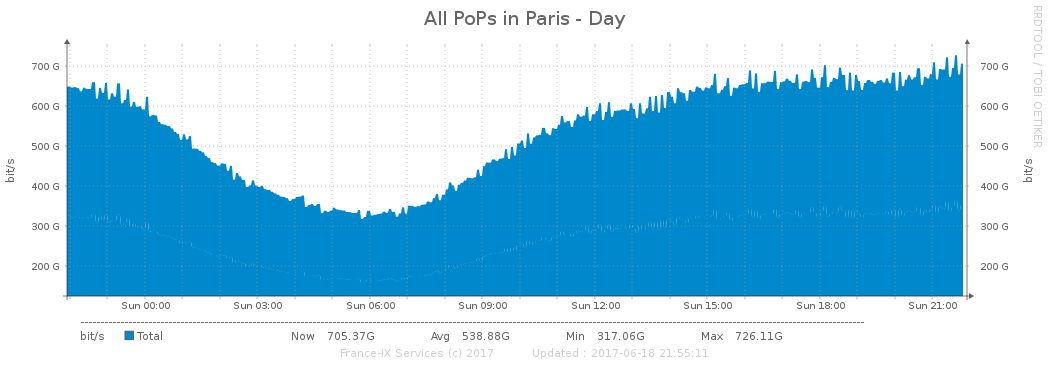 All PoPs in Paris - Day
RRDTOOL / TOBI OETIKER
bit/s
700 G
600 G
500 G
400 G
300 G
200 G
700 G
600 G
500 G
400 G
300 G
200 G
bit/s
Sun 00:00 Sun 03:00 Sun 06:00 Sun 09:00 Sun 12:00 Sun 15:00 Sun 18:00 Sun 21:00
bit/s Total Now 705.37G Avg 538.88G Min 317.06G Max 726.11G
France-IX Services (c) 2017 Updated : 2017-06-18 21:55:11